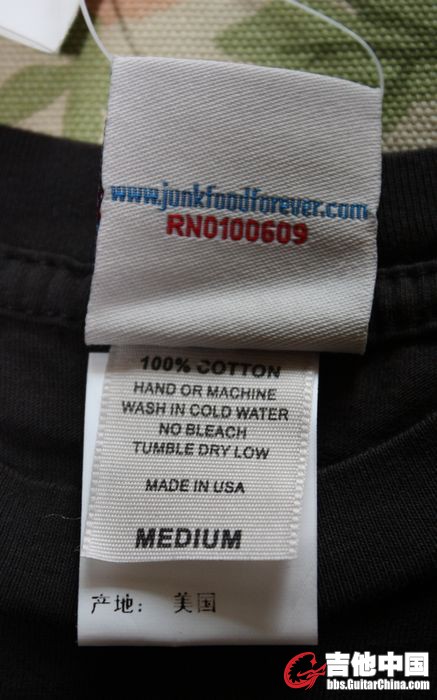 www.junkfoodforever.com
RN0100609
100% COTTON
HAND OR MACHINE
WASH IN COLD WATER
NO BLEACH
TUMBLE DRY LOW
MADE IN USA
MEDIUM
产地： 美国
吉他中国
bbs.GuitarChina.com